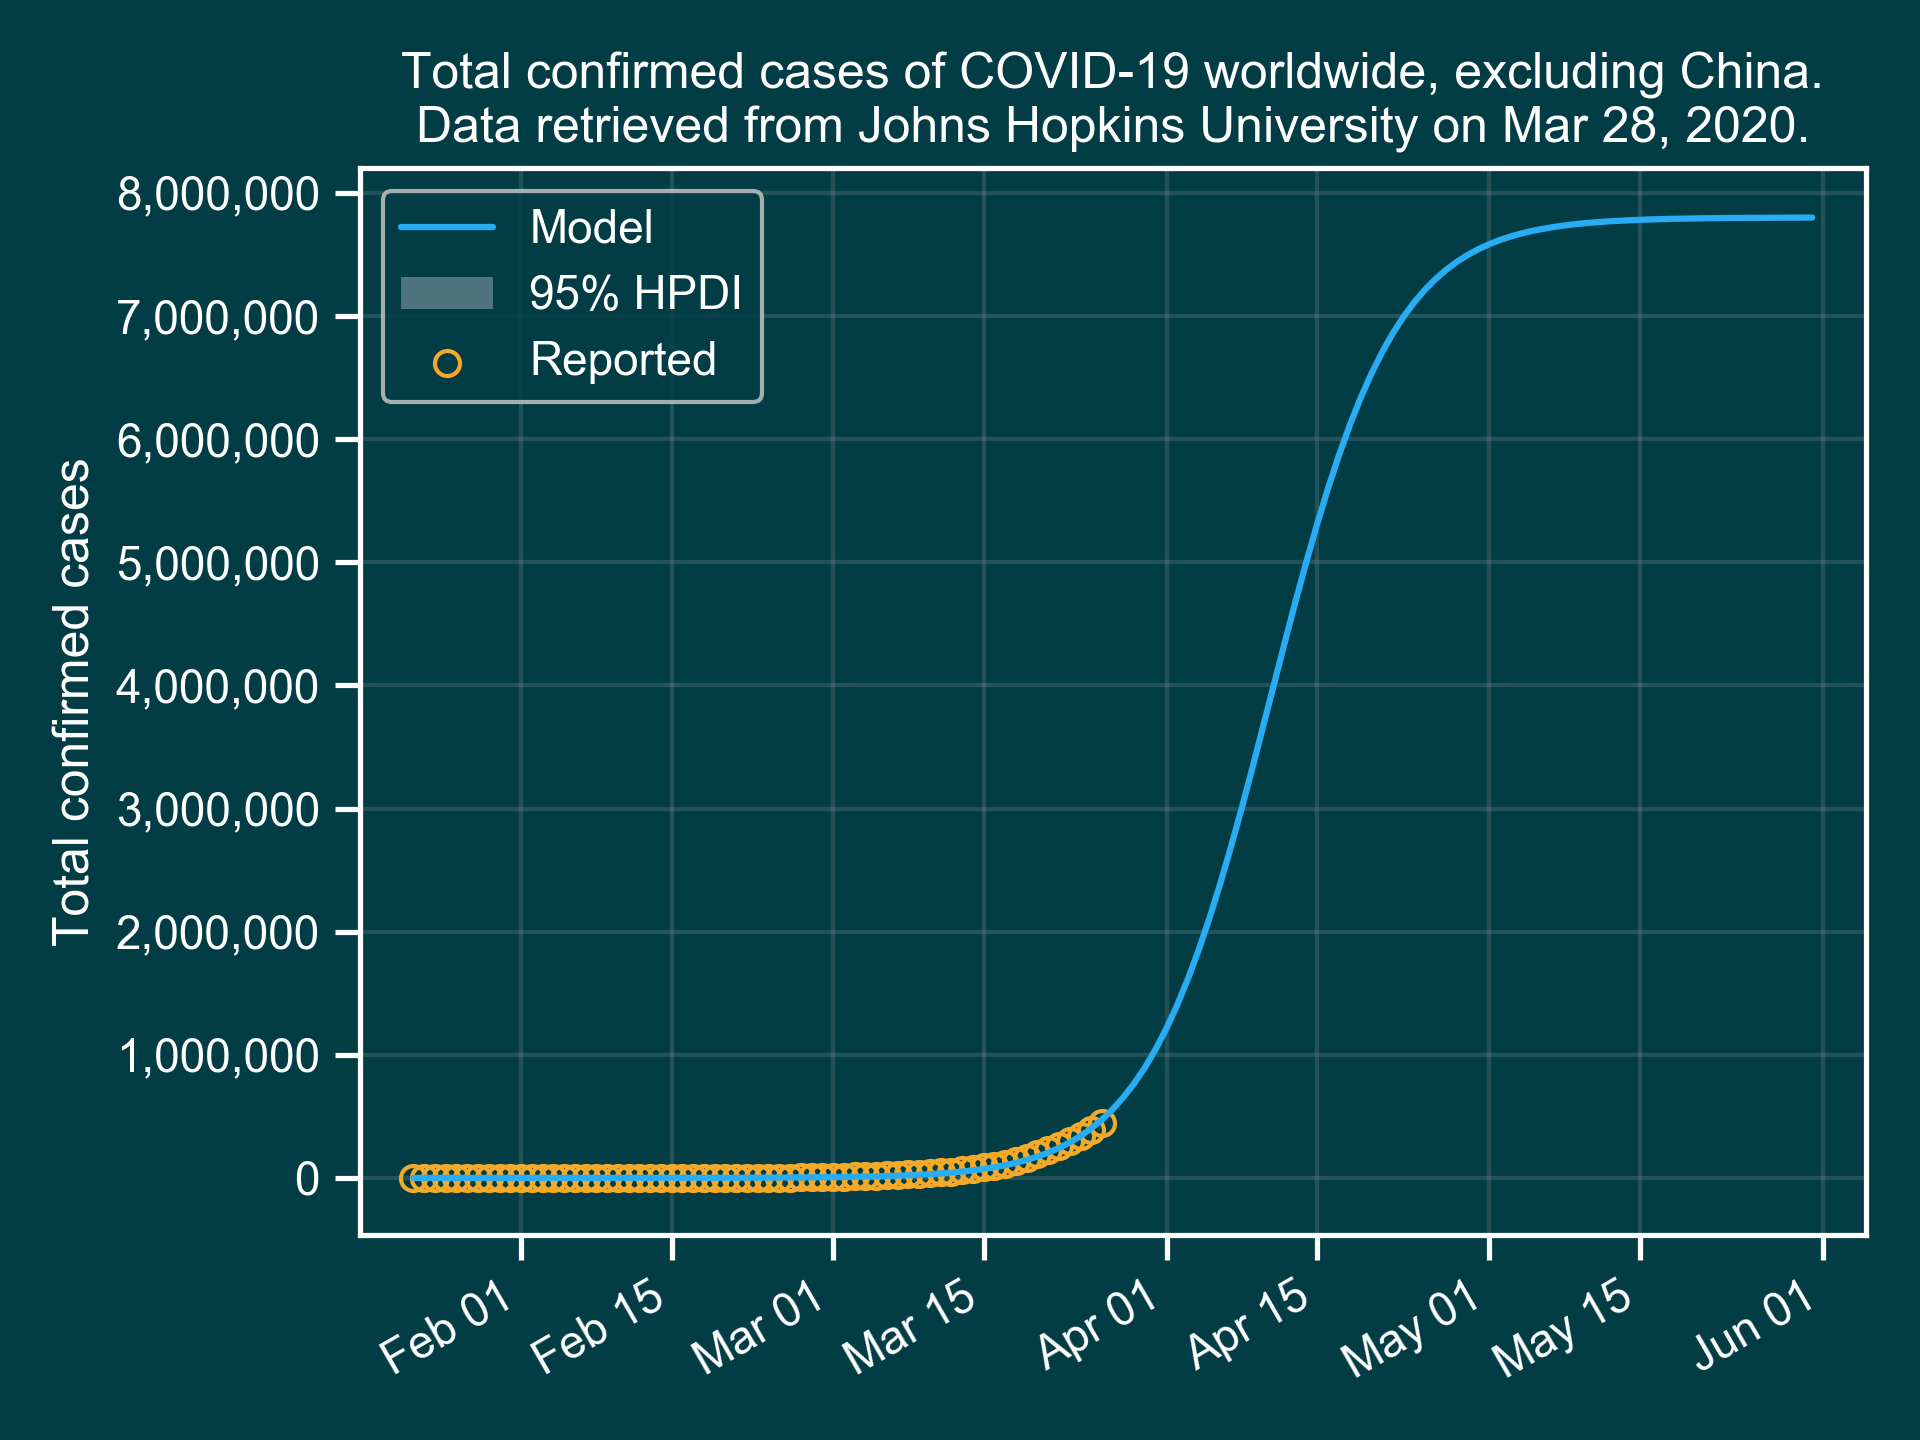 Total confirmed cases of COVID-19 worldwide, excluding China.
Data retrieved from Johns Hopkins University on Mar 28, 2020.
Model
95% HPDI
Reported
Total confirmed cases
8,000,000
7,000,000
6,000,000
5,000,000
4,000,000
3,000,000
2,000,000
1,000,000
0
Feb 01
Feb 15
Mar 01
Mar 15
Apr 01
Apr 15
May 01
May 15
Jun 01